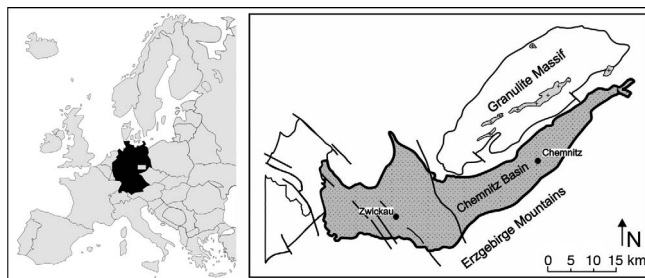 Granulite Massif
Chemnitz
Chemnitz Basin
Zwickau
Erzgebirge Mountains
N
0 5 10 15 km